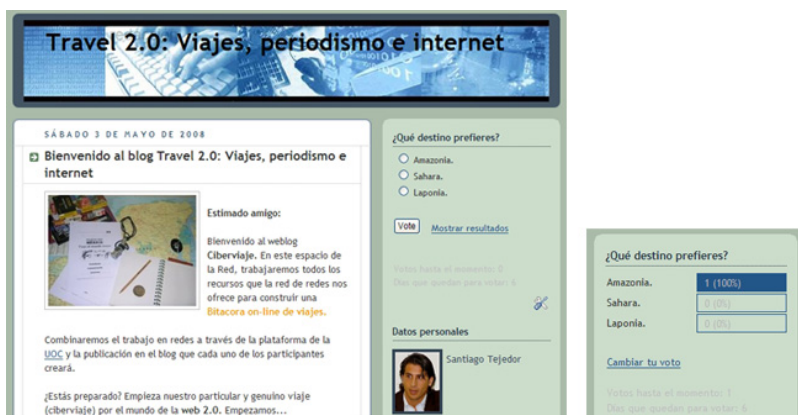 Travel 2.0: Viajes, periodismo e internet
SÁBADO 3 DE MAYO DE 2008
Bienvenido al blog Travel 2.0: Viajes, periodismo e
internet
Estimado amigo:
Bienvenido al weblog
Ciberviaje. En este espacio de
la Red, trabajaremos todos los
recursos que la red de redes nos
ofrece para construir una
Bitacora on-line de viajes.
Combinaremos el trabajo en redes a través de la plataforma de la
UOC y la publicación en el blog que cada uno de los participantes
creará.
¿Estás preparado? Empieza nuestro particular y genuino viaje
(ciberviaje) por el mundo de la web 2.0. Empezamos...
¿Qué destino prefieres?
Amazonia.
Sahara.
Laponia.
Vote
Mostrar resultados
Votos hasta el momento: 0
Días que quedan para votar: 6
Datos personales
Santiago Tejedor
¿Qué destino prefieres?
Amazonia. 1 (100%)
Sahara. 0 (0%)
Laponia. 0 (0%)
Cambiar tu voto
Votos hasta el momento: 1
Días que quedan para votar: 6